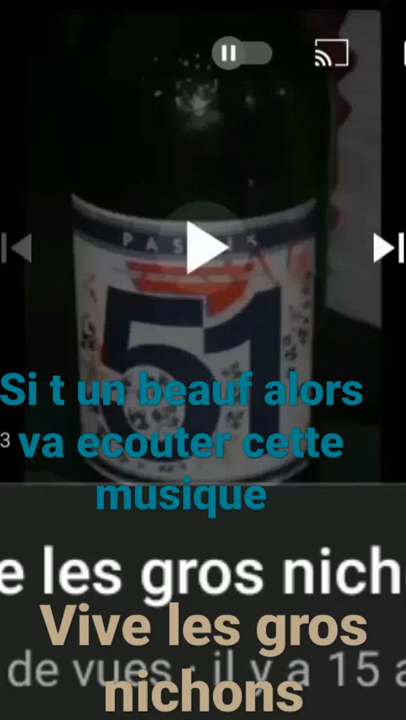 PASTIS
51
Si t un beauf alors
3
va ecouter cette
musique
e les gros nich
Vive les gros
de vues · il y a 15 a
nichons